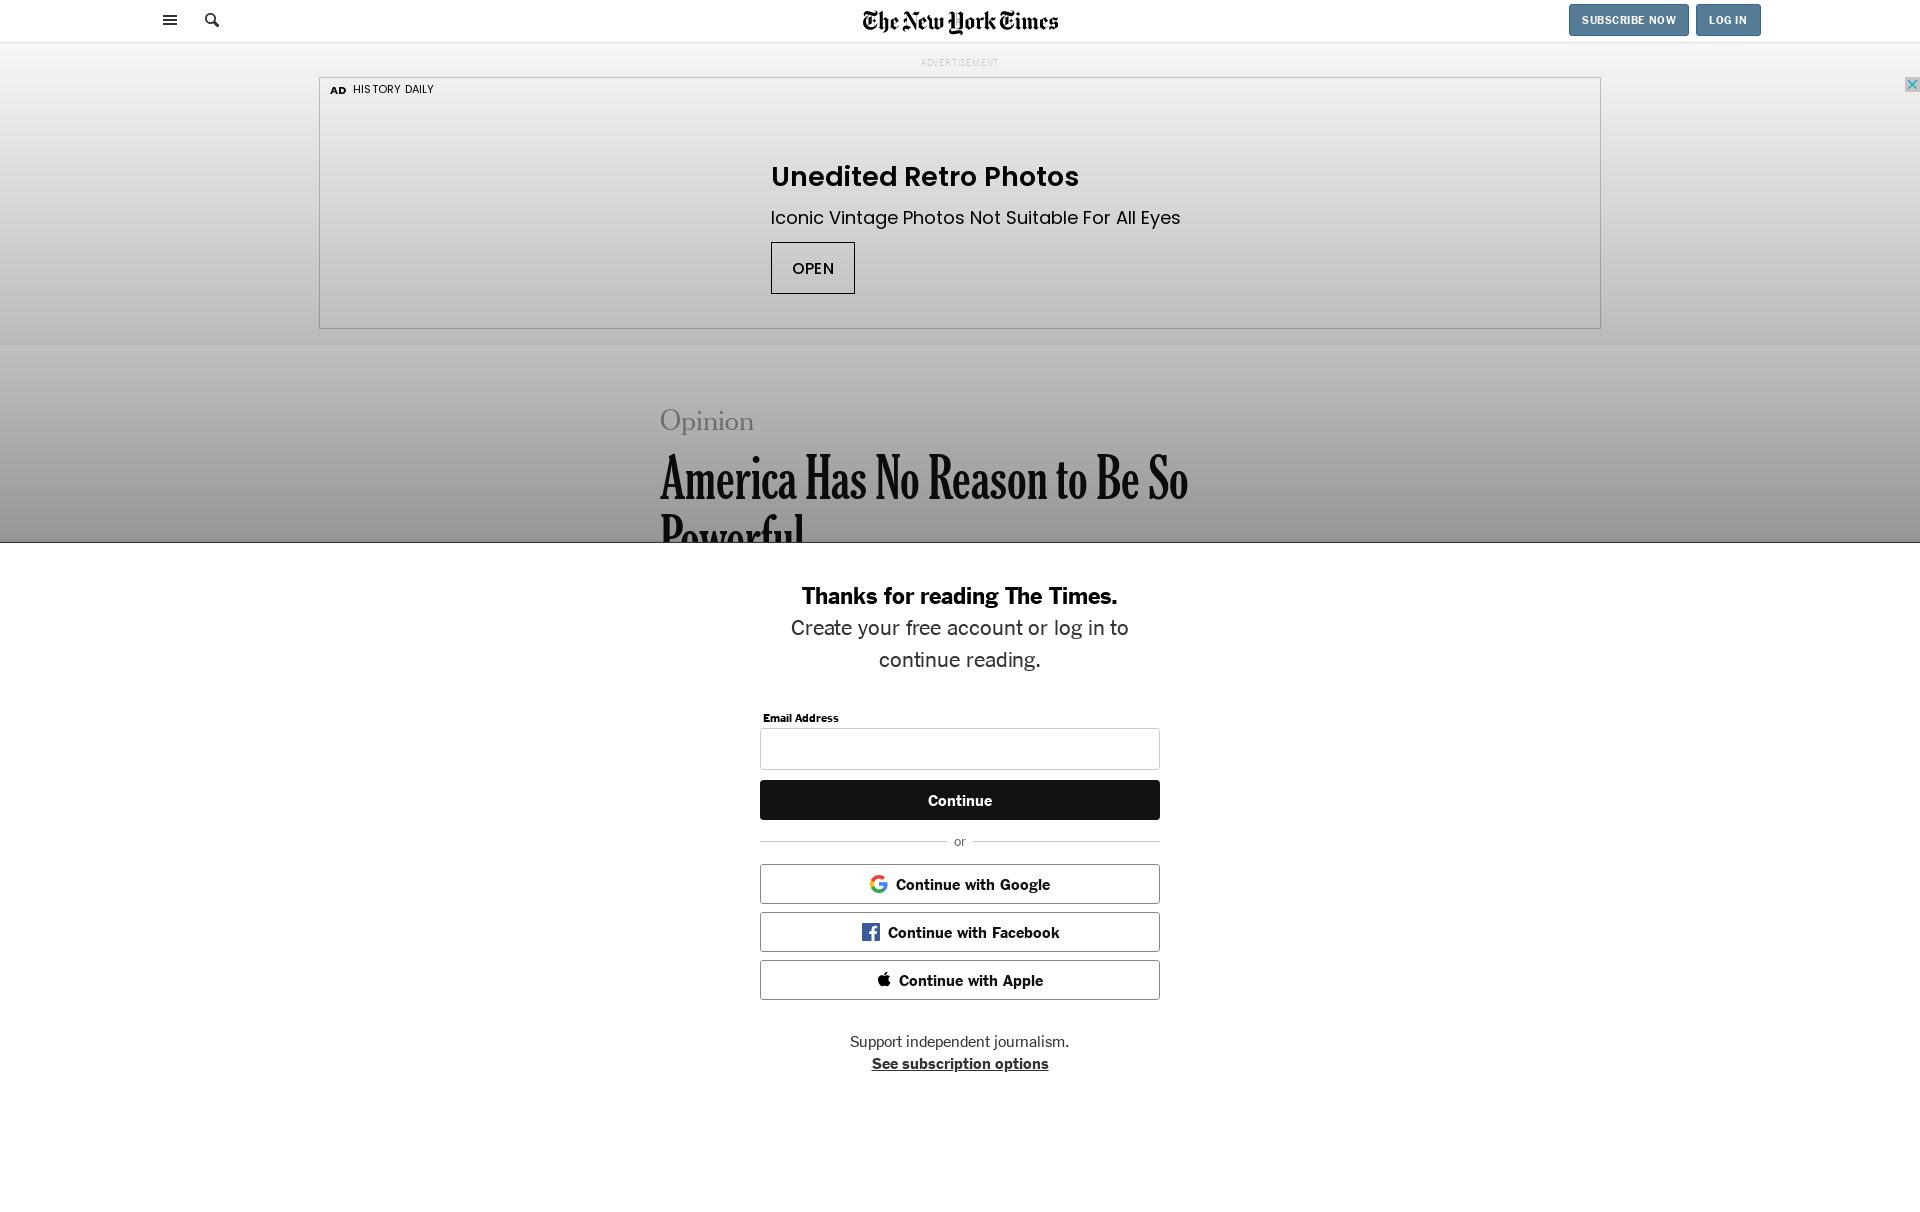 The New York Times
SUBSCRIBE NOW
LOG IN
ADVERTISEMENT
AD HISTORY DAILY
Unedited Retro Photos
Iconic Vintage Photos Not Suitable For All Eyes
OPEN
Opinion
America Has No Reason to Be So
Powerful
Thanks for reading The Times.
Create your free account or log in to
continue reading.
Email Address
Continue
or
Continue with Google
Continue with Facebook
Continue with Apple
Support independent journalism.
See subscription options